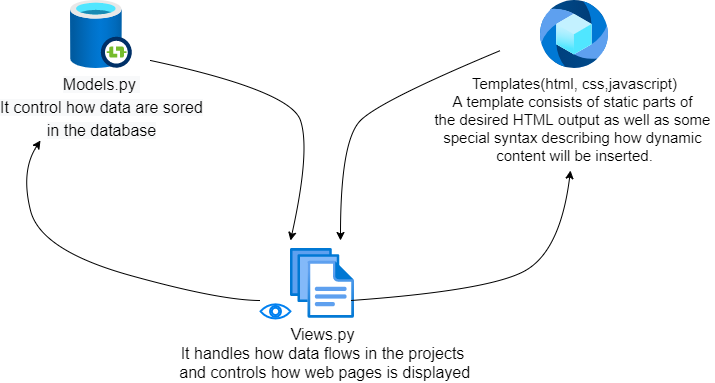 Models.py
It control how data are sored
in the database
Templates(html, css,javascript)
A template consists of static parts of
the desired HTML output as well as some
special syntax describing how dynamic
content will be inserted.
Views.py
It handles how data flows in the projects
and controls how web pages is displayed